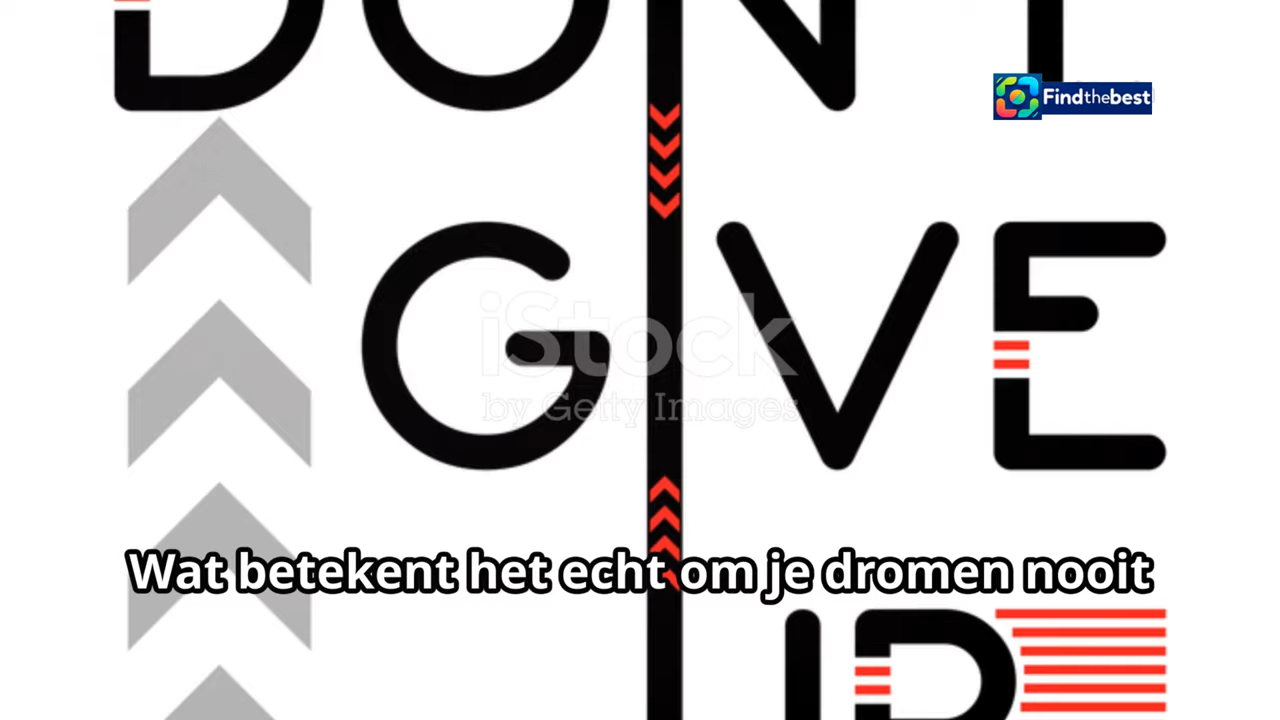 DON'T
Findthebest
GIVE
iStock
by Getty Images
Wat betekent het echt om je dromen nooit
UP